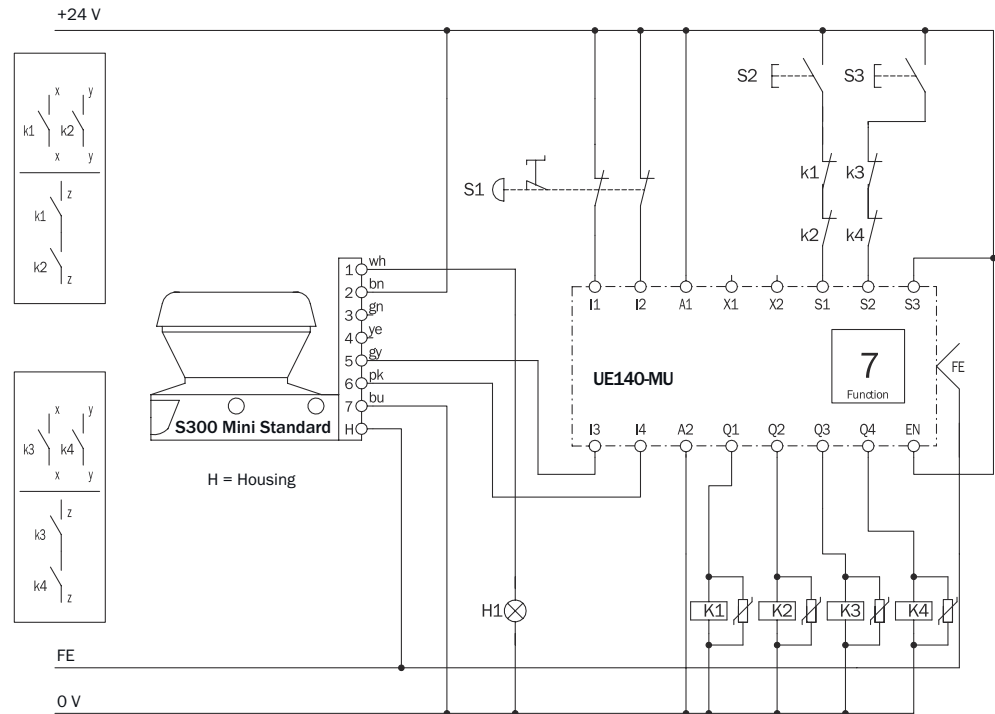 +24 V
x y
k1 k2
x y
z
k1
k2
z
S2 S3
S1
k1 k3
k2 k4
1 wh
2 bn
3 gn
4 ye
5 gy
6 pk
7 bu
H
S300 Mini Standard
H = Housing
I1 I2 A1 X1 X2 S1 S2 S3
UE140-MU
7
Function
FE
I3 I4 A2 Q1 Q2 Q3 Q4 EN
x y
k3 k4
x y
z
k3
k4
z
H1
K1 K2 K3 K4
FE
0 V